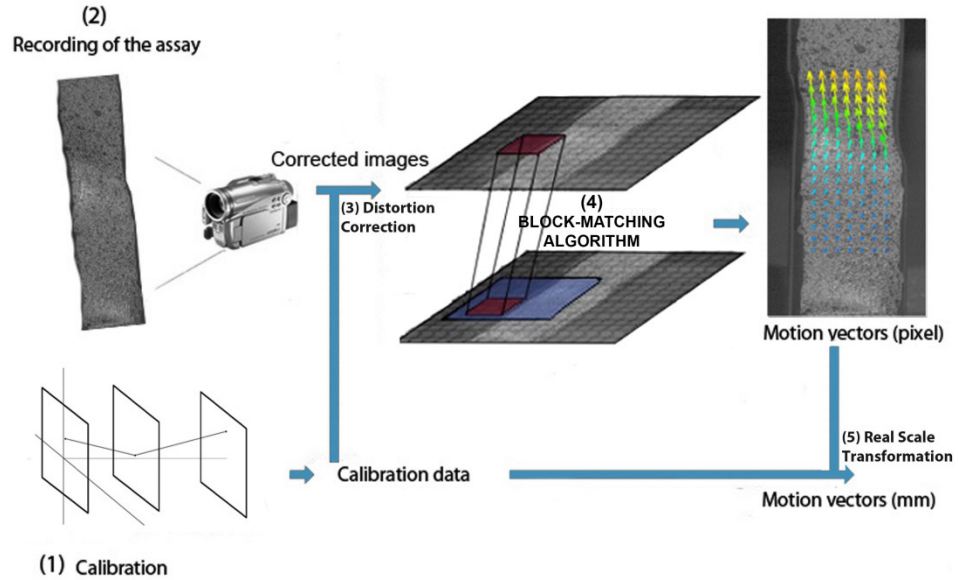 (2)
Recording of the assay
Corrected images
(3) Distortion
Correction
(4)
BLOCK-MATCHING
ALGORITHM
Motion vectors (pixel)
(5) Real Scale
Transformation
Calibration data
Motion vectors (mm)
(1) Calibration